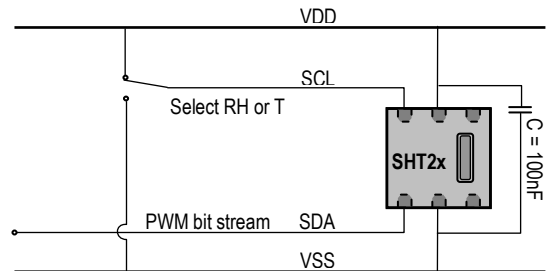 VDD
SCL
Select RH or T
SHT2x
C = 100nF
PWM bit stream SDA
VSS